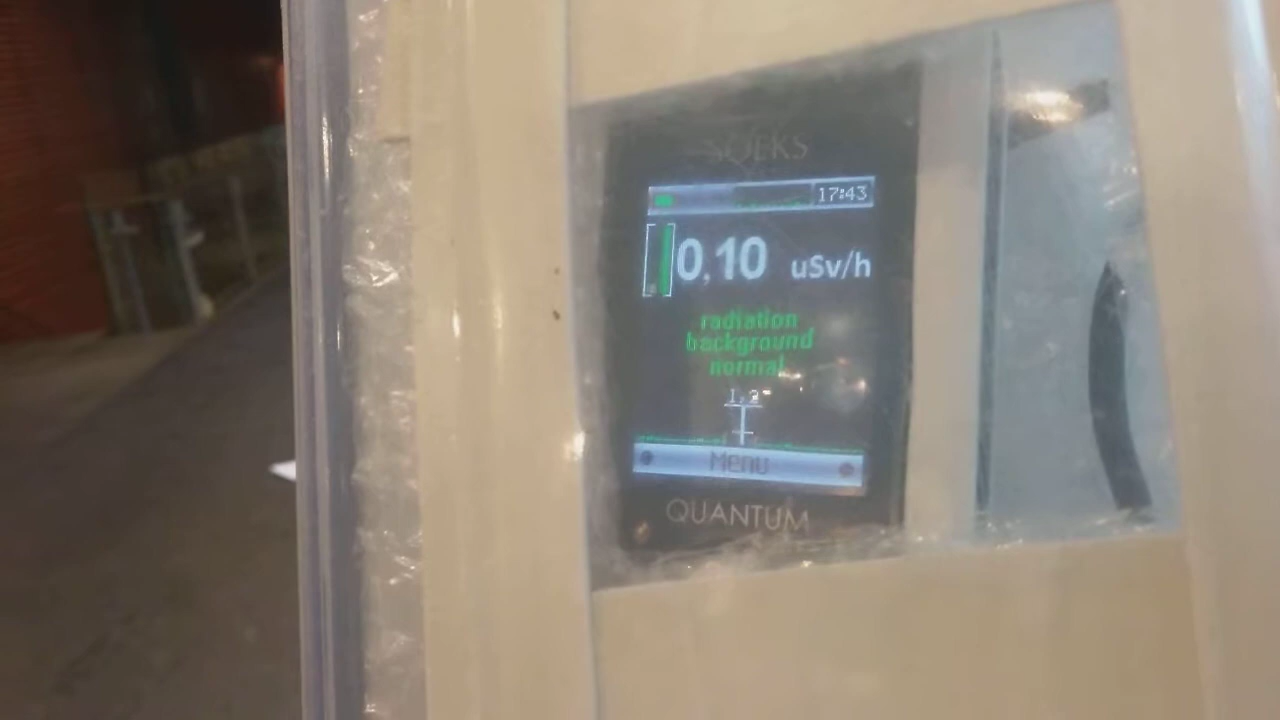 SOEKS
17:43
0.10 uSv/h
radiation
background
normal
Menu
QUANTUM